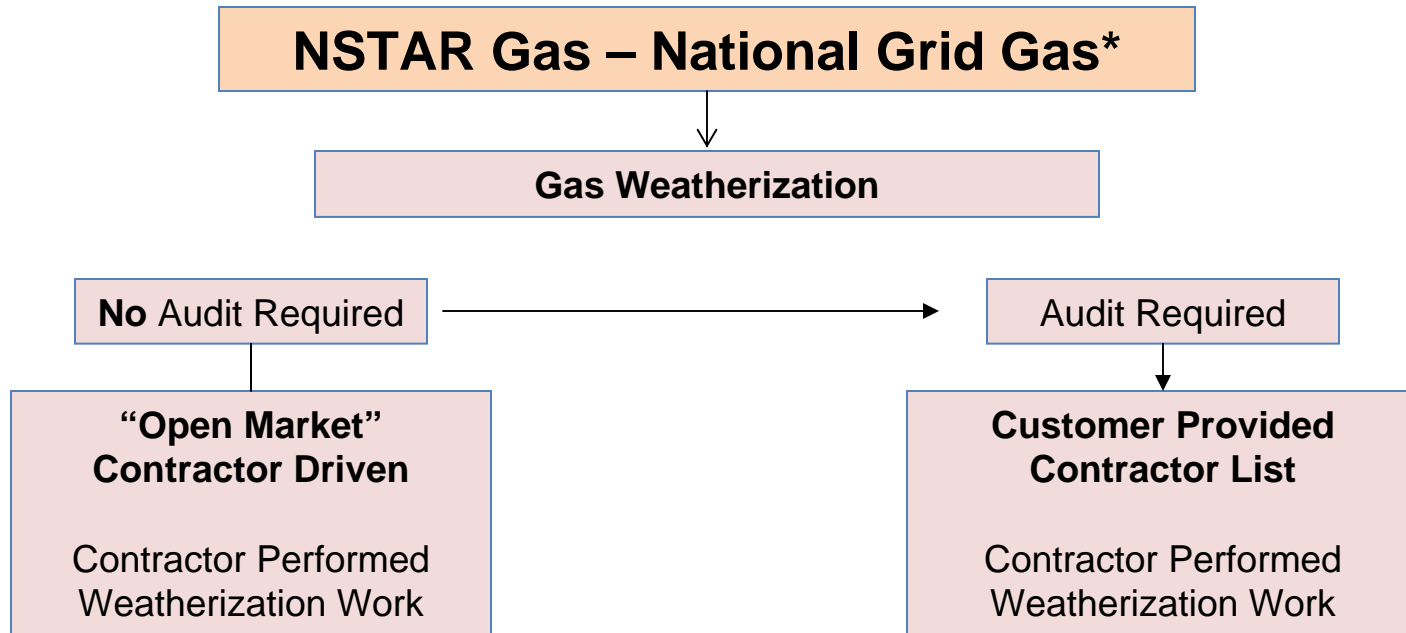 NSTAR Gas – National Grid Gas*
Gas Weatherization
No Audit Required
Audit Required
“Open Market”
Contractor Driven
Contractor Performed
Weatherization Work
Customer Provided
Contractor List
Contractor Performed
Weatherization Work